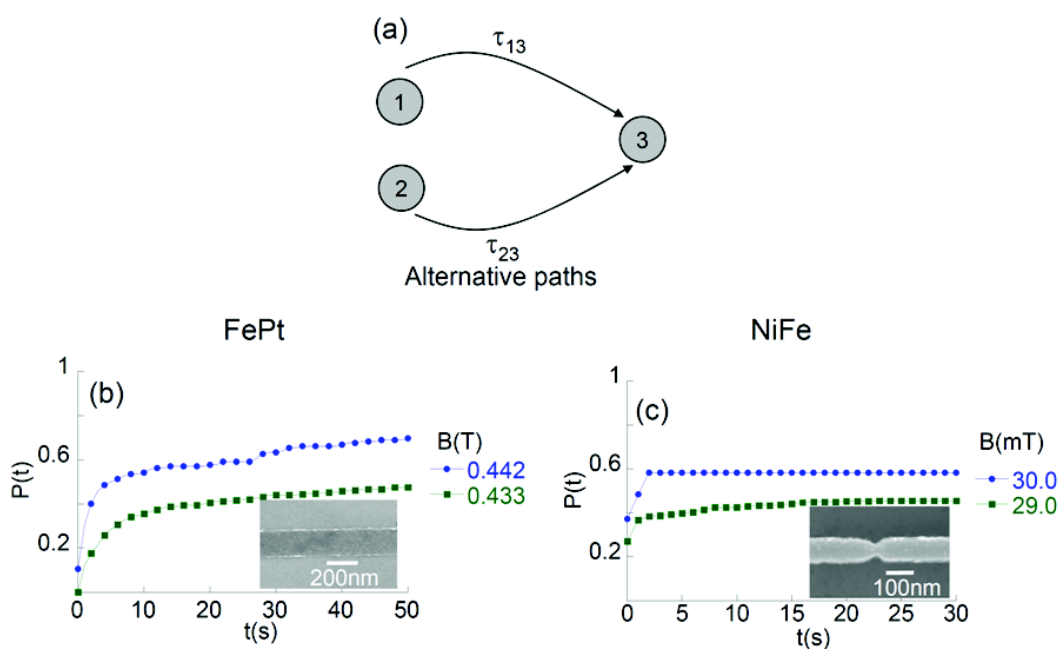 (a)
τ13
1
3
2
τ23
Alternative paths
FePt
NiFe
(b)
1
0.6
0.2
P(t)
0 10 20 30 40 50
t(s)
B(T)
0.442
0.433
200nm
(c)
1
0.6
0.2
P(t)
0 5 10 15 20 25 30
t(s)
B(mT)
30.0
29.0
100nm